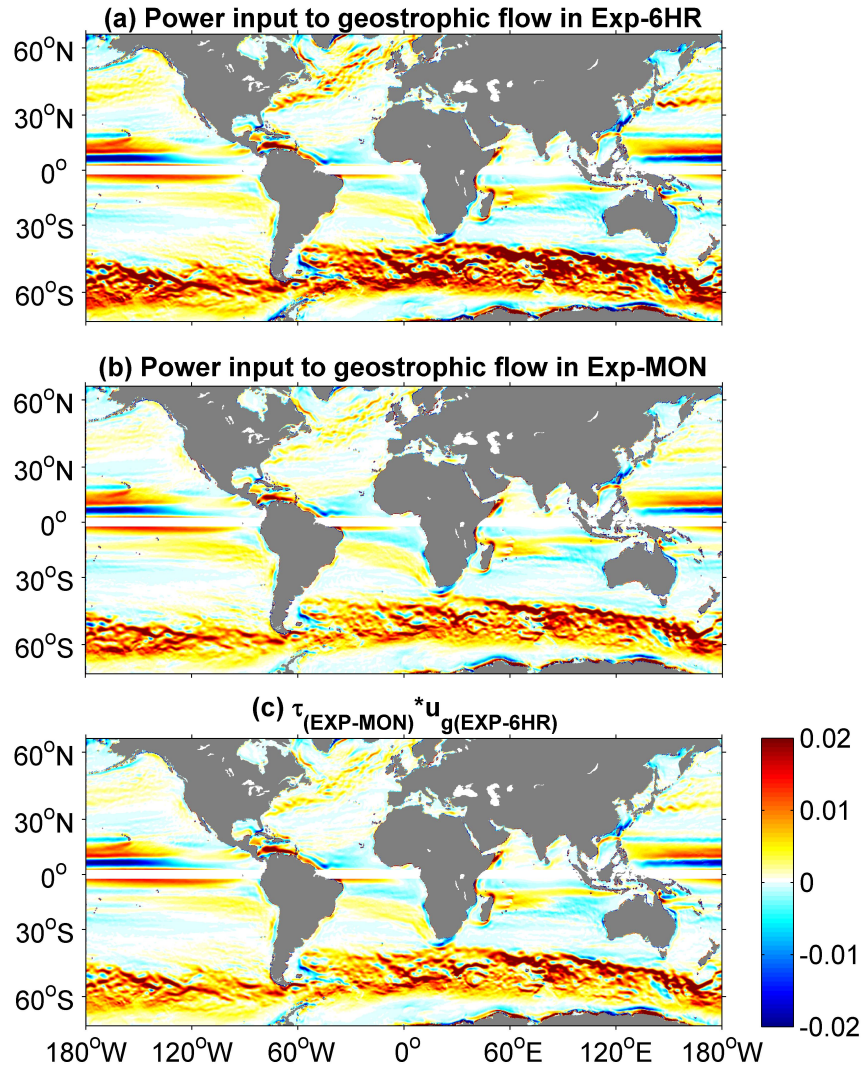 (a) Power input to geostrophic flow in Exp-6HR
60°N
30°N
0°
30°S
60°S
(b) Power input to geostrophic flow in Exp-MON
60°N
30°N
0°
30°S
60°S
(c) τ(EXP-MON)*ug(EXP-6HR)
60°N
30°N
0°
30°S
60°S
180°W 120°W 60°W 0° 60°E 120°E 180°W
0.02
0.01
0
-0.01
-0.02